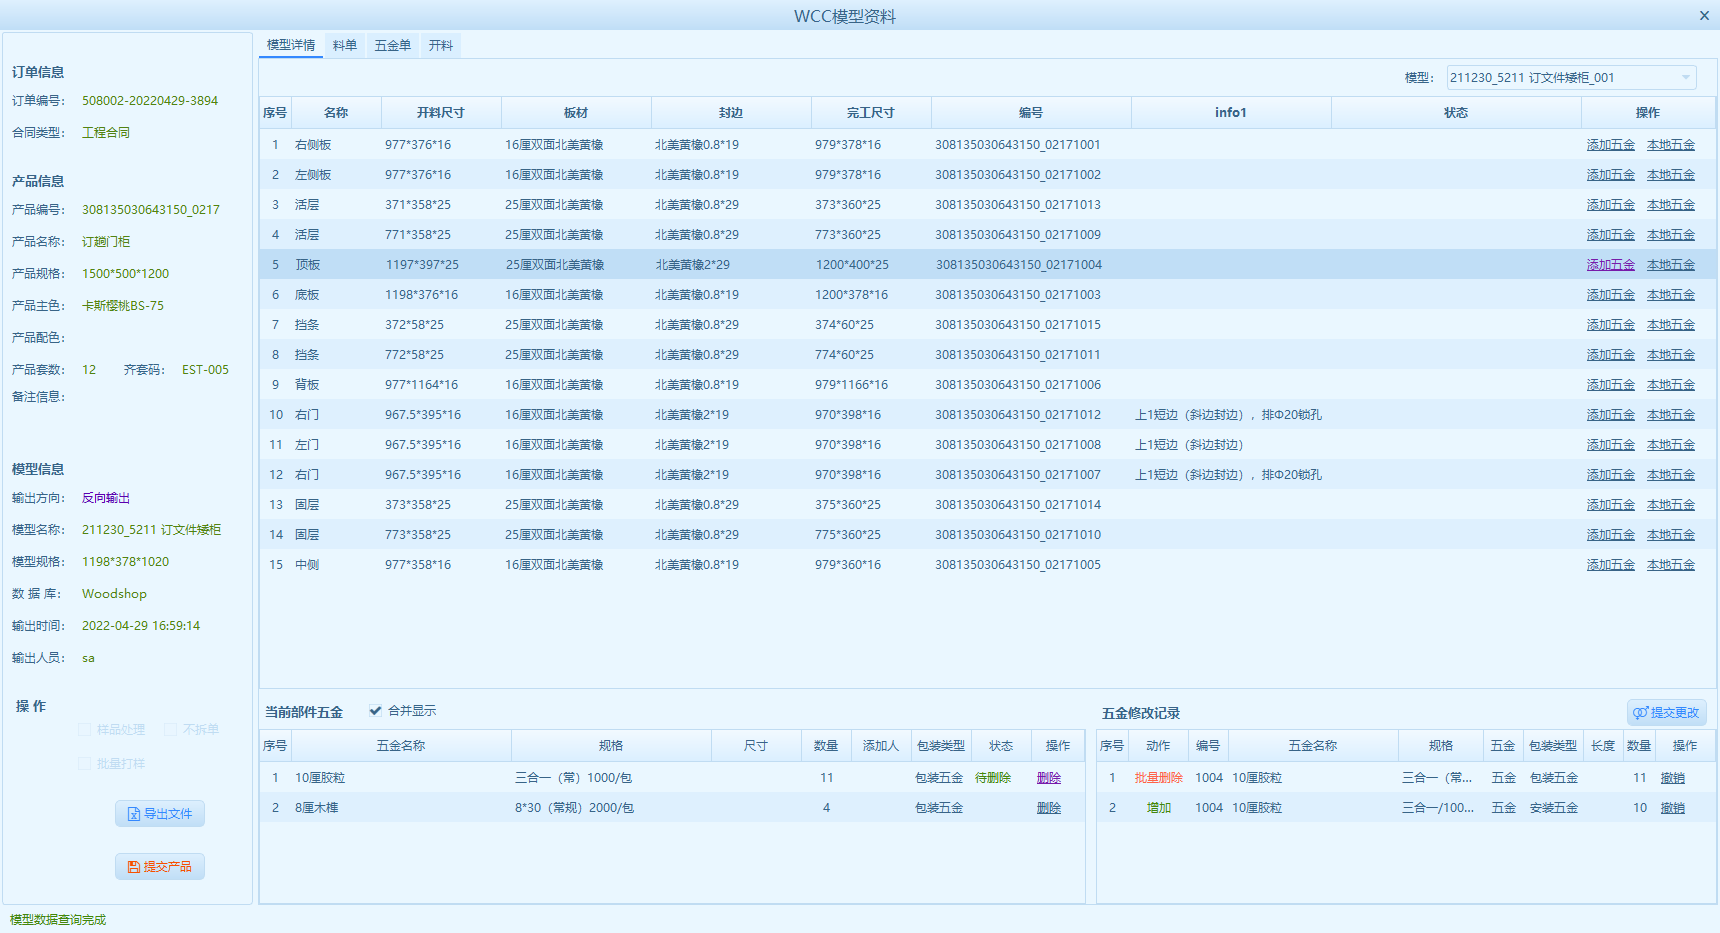 WCC模型资料
订单信息
订单编号： 508002-20220429-3894
合同类型： 工程合同
产品信息
产品编号： 308135030643150_0217
产品名称： 订趟门柜
产品规格： 1500*500*1200
产品主色： 卡斯樱桃BS-75
产品配色：
产品套数： 12 齐套码： EST-005
备注信息：
模型信息
输出方向： 反向输出
模型名称： 211230_5211 订文件矮柜
模型规格： 1198*378*1020
数 据 库： Woodshop
输出时间： 2022-04-29 16:59:14
输出人员： sa
操 作
样品处理 不拆单
批量打样
导出文件
提交产品
模型详情 料单 五金单 开料
模型： 211230_5211 订文件矮柜_001
序号 名称 开料尺寸 板材 封边 完工尺寸 编号 info1 状态 操作
1 右侧板 977*376*16 16厘双面北美黄橡 北美黄橡0.8*19 979*378*16 308135030643150_02171001 添加五金 本地五金
2 左侧板 977*376*16 16厘双面北美黄橡 北美黄橡0.8*19 979*378*16 308135030643150_02171002 添加五金 本地五金
3 活层 371*358*25 25厘双面北美黄橡 北美黄橡0.8*29 373*360*25 308135030643150_02171013 添加五金 本地五金
4 活层 771*358*25 25厘双面北美黄橡 北美黄橡0.8*29 773*360*25 308135030643150_02171009 添加五金 本地五金
5 顶板 1197*397*25 25厘双面北美黄橡 北美黄橡2*29 1200*400*25 308135030643150_02171004 添加五金 本地五金
6 底板 1198*376*16 16厘双面北美黄橡 北美黄橡0.8*19 1200*378*16 308135030643150_02171003 添加五金 本地五金
7 挡条 372*58*25 25厘双面北美黄橡 北美黄橡0.8*29 374*60*25 308135030643150_02171015 添加五金 本地五金
8 挡条 772*58*25 25厘双面北美黄橡 北美黄橡0.8*29 774*60*25 308135030643150_02171011 添加五金 本地五金
9 背板 977*1164*16 16厘双面北美黄橡 北美黄橡0.8*19 979*1166*16 308135030643150_02171006 添加五金 本地五金
10 右门 967.5*395*16 16厘双面北美黄橡 北美黄橡2*19 970*398*16 308135030643150_02171012 上1短边（斜边封边），排Φ20锁孔 添加五金 本地五金
11 左门 967.5*395*16 16厘双面北美黄橡 北美黄橡2*19 970*398*16 308135030643150_02171008 上1短边（斜边封边） 添加五金 本地五金
12 右门 967.5*395*16 16厘双面北美黄橡 北美黄橡2*19 970*398*16 308135030643150_02171007 上1短边（斜边封边），排Φ20锁孔 添加五金 本地五金
13 固层 373*358*25 25厘双面北美黄橡 北美黄橡0.8*29 375*360*25 308135030643150_02171014 添加五金 本地五金
14 固层 773*358*25 25厘双面北美黄橡 北美黄橡0.8*29 775*360*25 308135030643150_02171010 添加五金 本地五金
15 中侧 977*358*16 16厘双面北美黄橡 北美黄橡0.8*19 979*360*16 308135030643150_02171005 添加五金 本地五金
当前部件五金 合并显示
序号 五金名称 规格 尺寸 数量 添加人 包装类型 状态 操作
1 10厘胶粒 三合一（常）1000/包 11 包装五金 待删除 删除
2 8厘木榫 8*30（常规）2000/包 4 包装五金 删除
五金修改记录 提交更改
序号 动作 编号 五金名称 规格 五金 包装类型 长度 数量 操作
1 批量删除 1004 10厘胶粒 三合一（常... 五金 包装五金 11 撤销
2 增加 1004 10厘胶粒 三合一/100... 五金 安装五金 10 撤销
模型数据查询完成